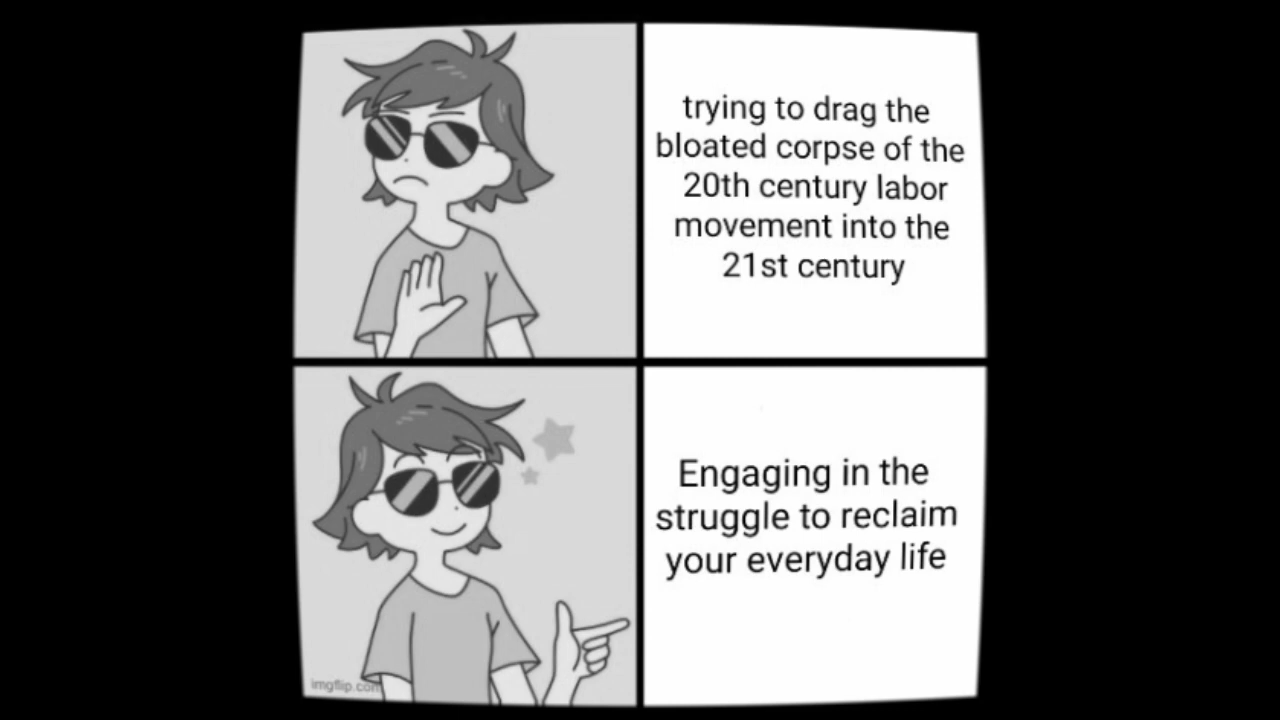 trying to drag the
bloated corpse of the
20th century labor
movement into the
21st century
Engaging in the
struggle to reclaim
your everyday life
imgflip.com